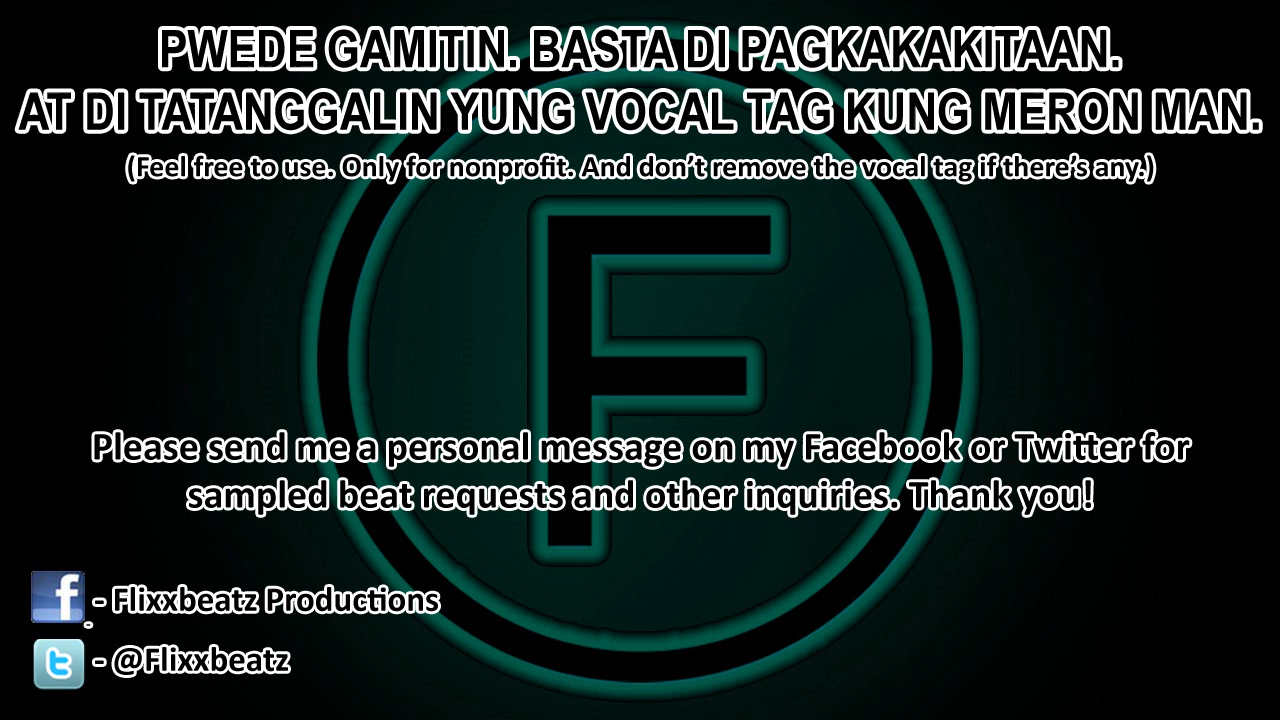 PWEDE GAMITIN. BASTA DI PAGKAKAKITAAN.
AT DI TATANGGALIN YUNG VOCAL TAG KUNG MERON MAN.
(Feel free to use. Only for nonprofit. And don’t remove the vocal tag if there’s any.)
F
Please send me a personal message on my Facebook or Twitter for
sampled beat requests and other inquiries. Thank you!
f - Flixxbeatz Productions
-
t - @Flixxbeatz